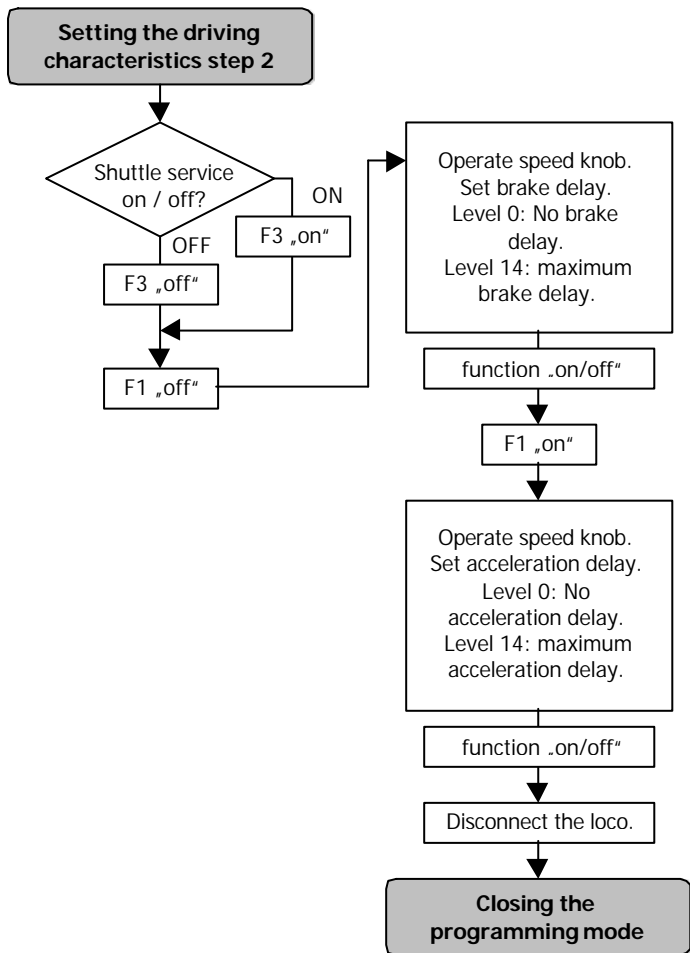 Setting the driving
characteristics step 2
Shuttle service
on / off?
ON
F3 „on“
OFF
F3 „off“
F1 „off“
Operate speed knob.
Set brake delay.
Level 0: No brake
delay.
Level 14: maximum
brake delay.
function „on/off“
F1 „on“
Operate speed knob.
Set acceleration delay.
Level 0: No
acceleration delay.
Level 14: maximum
acceleration delay.
function „on/off“
Disconnect the loco.
Closing the
programming mode